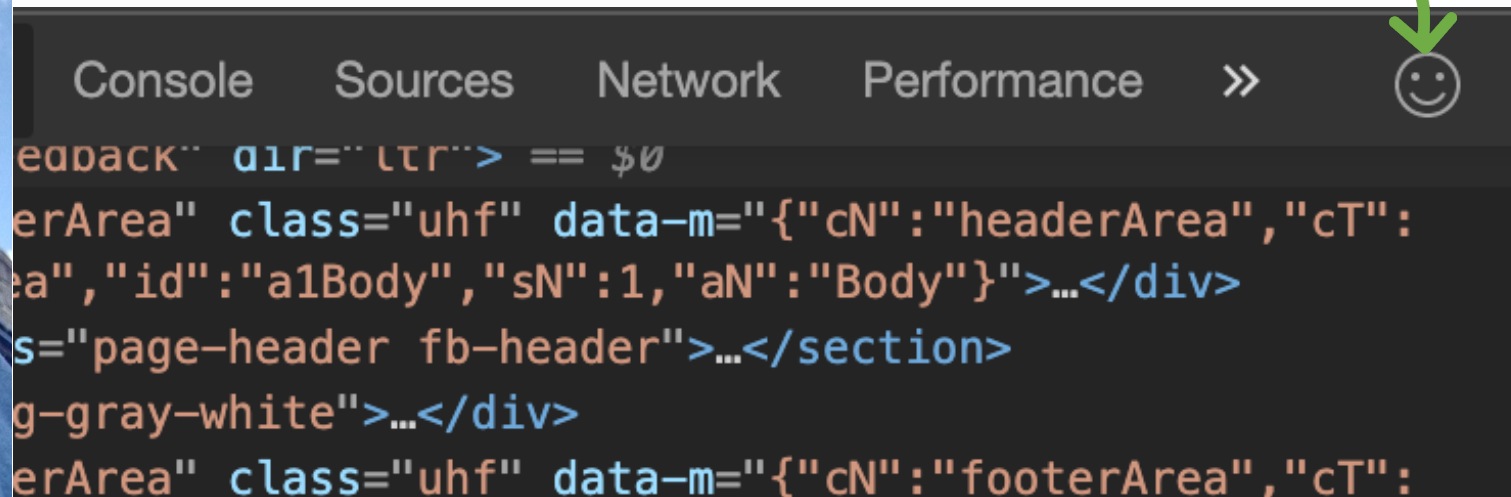 Console Sources Network Performance »
edback" dir="ltr"> == $0
erArea" class="uhf" data-m="{"cN":"headerArea","cT":
ea","id":"a1Body","sN":1,"aN":"Body"}">…</div>
s="page-header fb-header">…</section>
g-gray-white">…</div>
erArea" class="uhf" data-m="{"cN":"footerArea","cT":